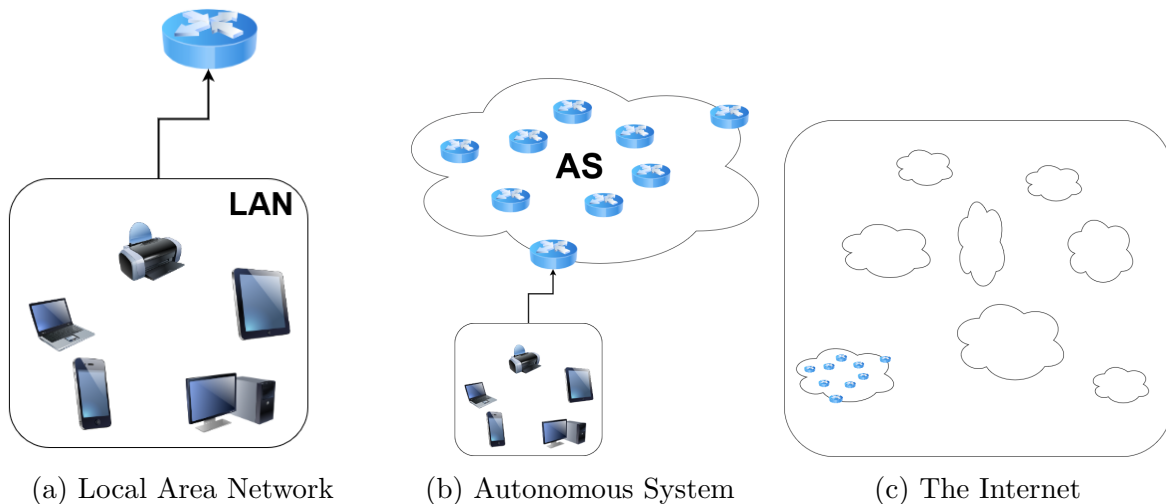 LAN
AS
(a) Local Area Network
(b) Autonomous System
(c) The Internet